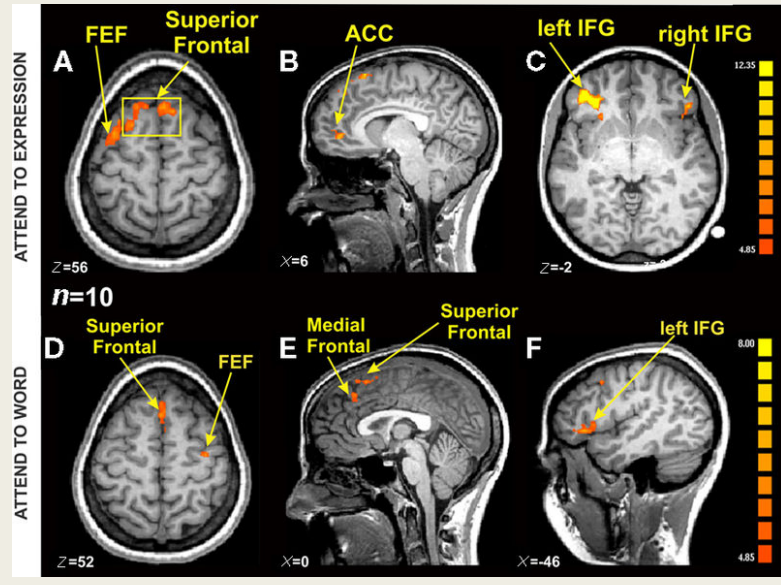 ATTEND TO EXPRESSION
FEF
Superior
Frontal
A
Z=56
n=10
ACC
B
X=6
left IFG
right IFG
C
Z=-2
12.35
4.85
ATTEND TO WORD
Superior
Frontal
FEF
D
Z=52
Medial
Frontal
Superior
Frontal
E
X=0
left IFG
F
X=-46
8.00
4.85